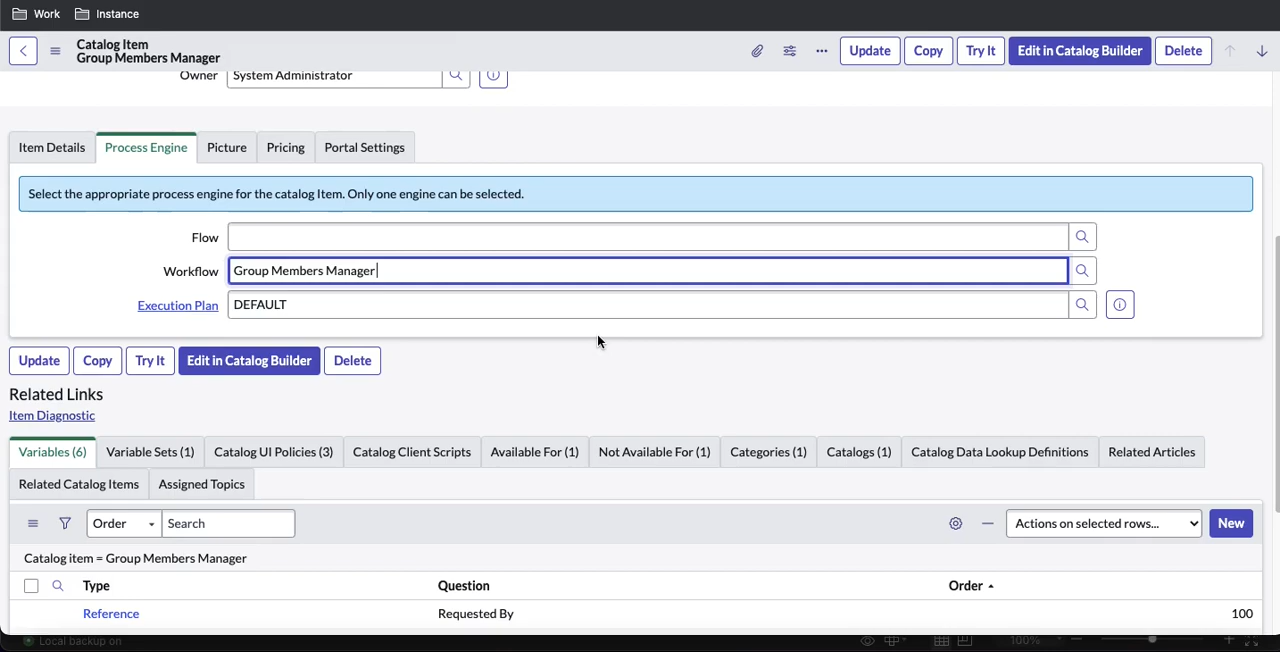 Work Instance
Catalog Item
Group Members Manager
Update Copy Try It Edit in Catalog Builder Delete
Owner System Administrator
Item Details Process Engine Picture Pricing Portal Settings
Select the appropriate process engine for the catalog Item. Only one engine can be selected.
Flow
Workflow Group Members Manager
Execution Plan DEFAULT
Update Copy Try It Edit in Catalog Builder Delete
Related Links
Item Diagnostic
Variables (6) Variable Sets (1) Catalog UI Policies (3) Catalog Client Scripts Available For (1) Not Available For (1) Categories (1) Catalogs (1) Catalog Data Lookup Definitions Related Articles
Related Catalog Items Assigned Topics
Order Search Actions on selected rows... New
Catalog item = Group Members Manager
Type Question Order
Reference Requested By 100
Local backup on 100%